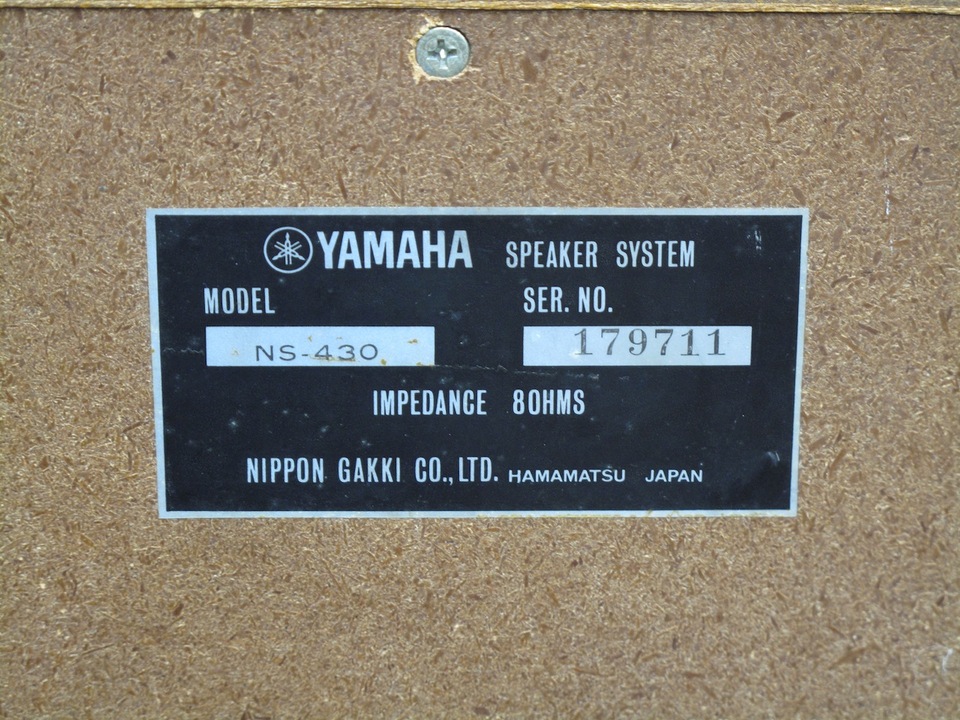 YAMAHA SPEAKER SYSTEM
MODEL SER. NO.
NS-430 179711
IMPEDANCE 8OHMS
NIPPON GAKKI CO., LTD. HAMAMATSU JAPAN